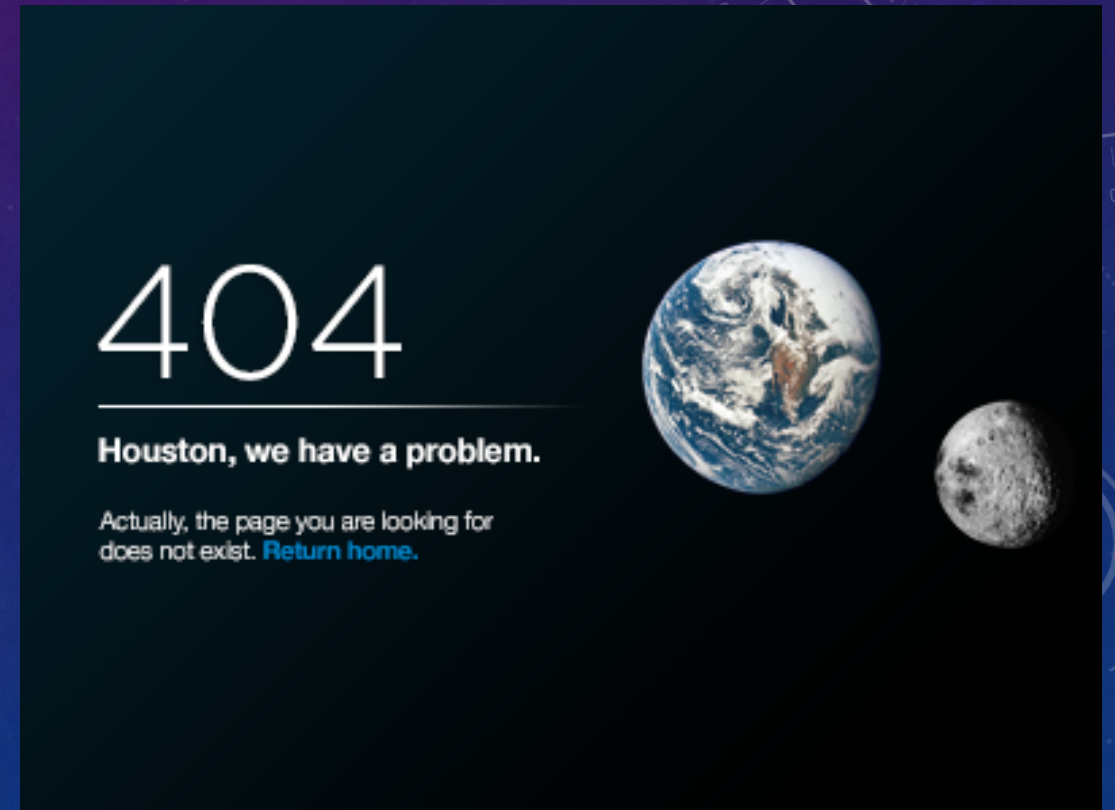 404
Houston, we have a problem.
Actually, the page you are looking for
does not exist. Return home.